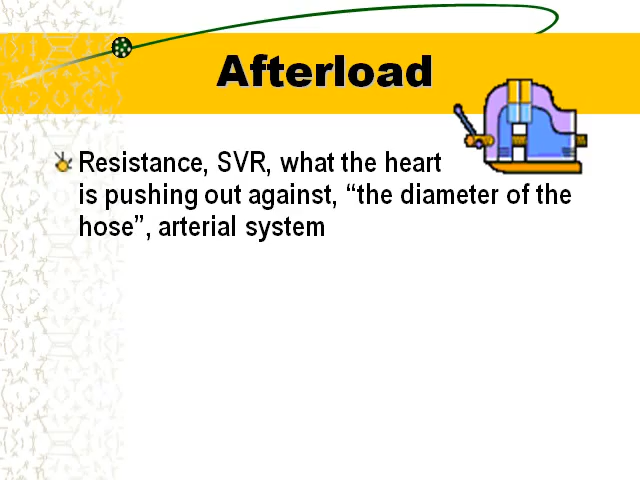 Afterload
Resistance, SVR, what the heart
is pushing out against, “the diameter of the
hose”, arterial system